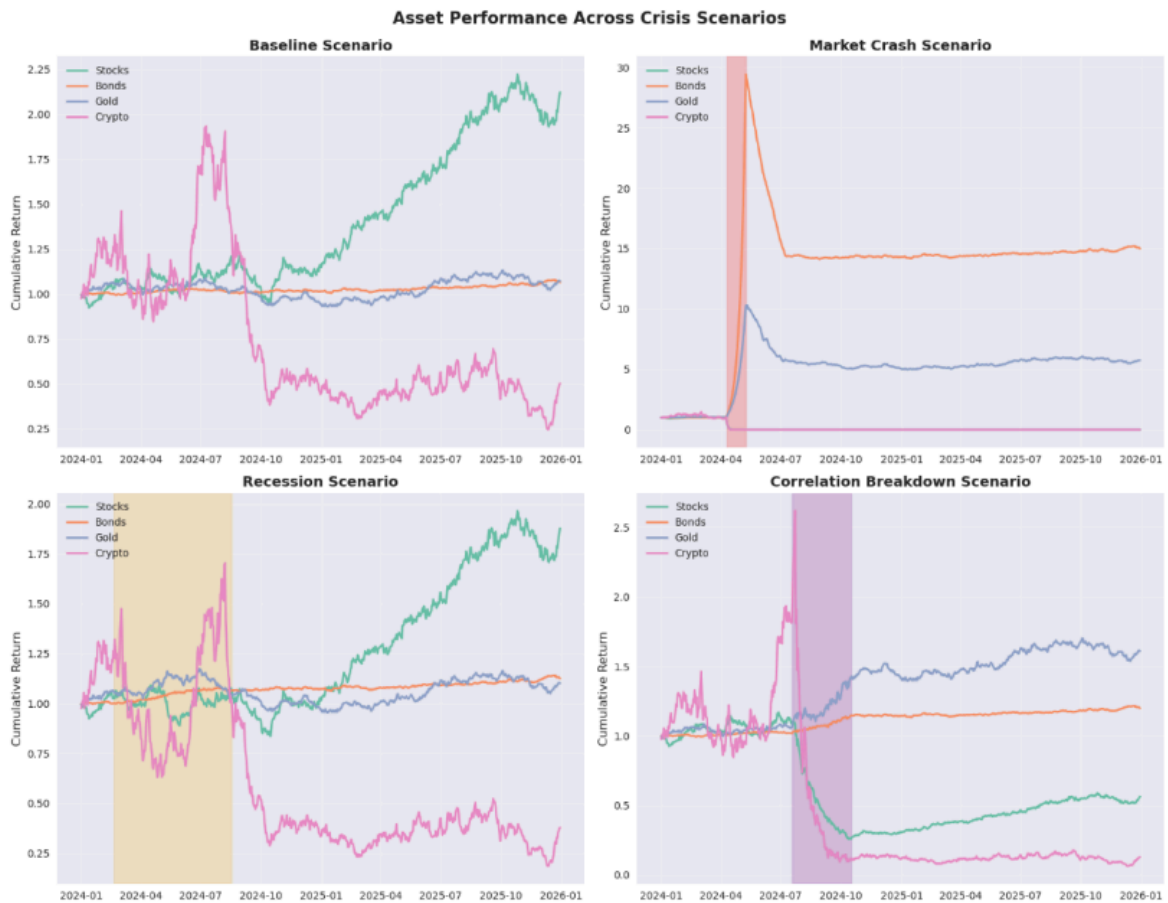 Asset Performance Across Crisis Scenarios
Baseline Scenario
Cumulative Return
2.25
2.00
1.75
1.50
1.25
1.00
0.75
0.50
0.25
Stocks
Bonds
Gold
Crypto
2024-01 2024-04 2024-07 2024-10 2025-01 2025-04 2025-07 2025-10 2026-01
Market Crash Scenario
Cumulative Return
30
25
20
15
10
5
0
Stocks
Bonds
Gold
Crypto
2024-01 2024-04 2024-07 2024-10 2025-01 2025-04 2025-07 2025-10 2026-01
Recession Scenario
Cumulative Return
2.00
1.75
1.50
1.25
1.00
0.75
0.50
0.25
Stocks
Bonds
Gold
Crypto
2024-01 2024-04 2024-07 2024-10 2025-01 2025-04 2025-07 2025-10 2026-01
Correlation Breakdown Scenario
Cumulative Return
2.5
2.0
1.5
1.0
0.5
0.0
Stocks
Bonds
Gold
Crypto
2024-01 2024-04 2024-07 2024-10 2025-01 2025-04 2025-07 2025-10 2026-01